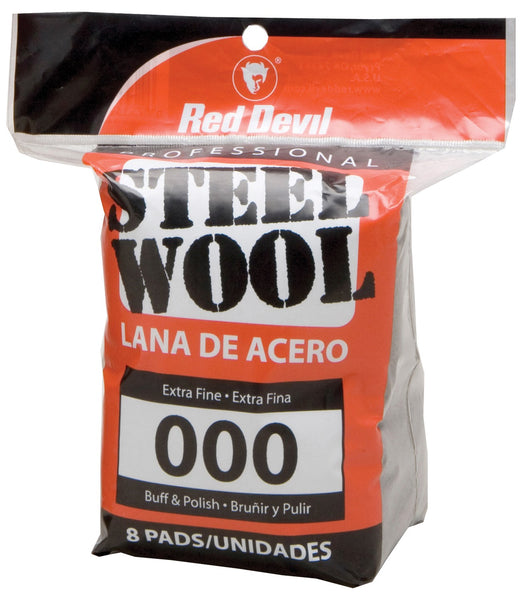 Red Devil
PROFESSIONAL
STEEL
WOOL
LANA DE ACERO
Extra Fine • Extra Fina
000
Buff & Polish • Bruñir y Pulir
8 PADS/UNIDADES